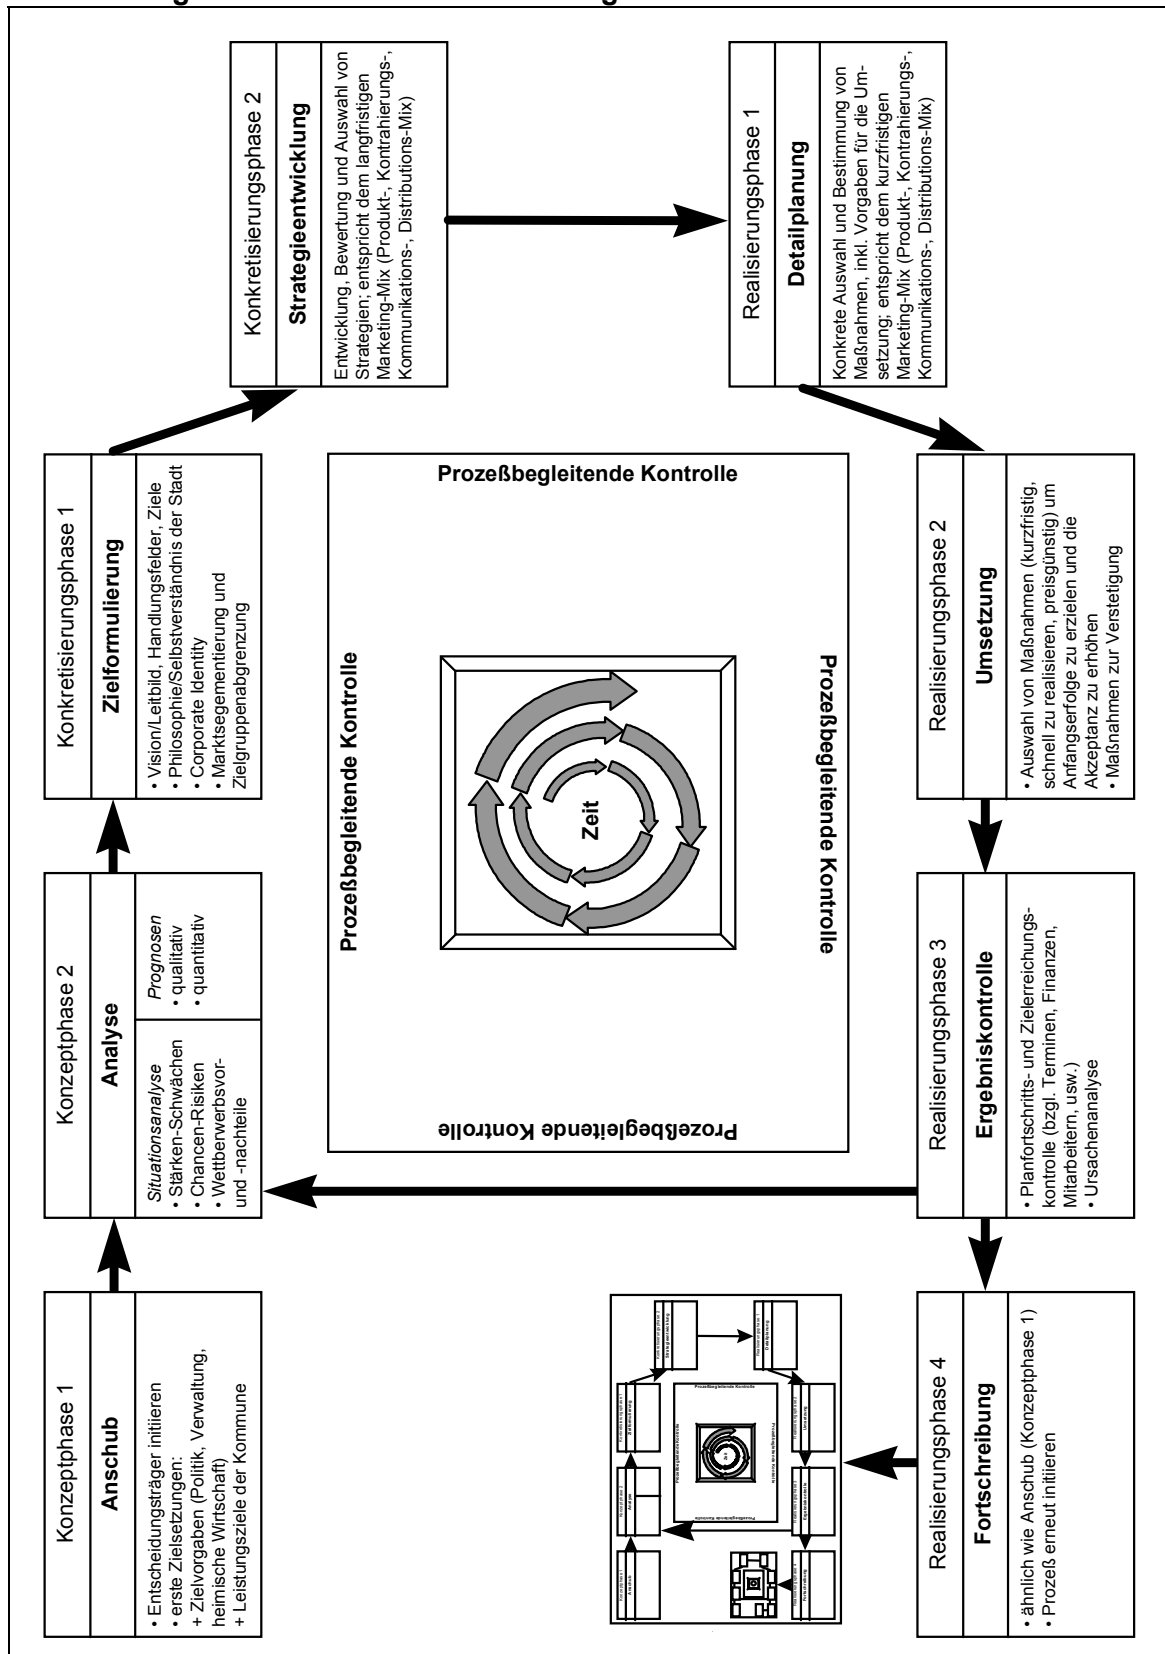 Konzeptphase 1
Anschub
• Entscheidungsträger initiieren
• erste Zielsetzungen:
+ Zielvorgaben (Politik, Verwaltung,
heimische Wirtschaft)
+ Leistungsziele der Kommune
Konzeptphase 2
Analyse
Situationsanalyse
• Stärken-Schwächen
• Chancen-Risiken
• Wettberwerbsvor-
und -nachteile
Prognosen
• qualitativ
• quantitativ
Konkretisierungsphase 1
Zielformulierung
• Vision/Leitbild, Handlungsfelder, Ziele
• Philosophie/Selbstverständnis der Stadt
• Corporate Identity
• Marktsegementierung und
Zielgruppenabgrenzung
Konkretisierungsphase 2
Strategieentwicklung
Entwicklung, Bewertung und Auswahl von
Strategien; entspricht dem langfristigen
Marketing-Mix (Produkt-, Kontrahierungs-,
Kommunikations-, Distributions-Mix)
Realisierungsphase 1
Detailplanung
Konkrete Auswahl und Bestimmung von
Maßnahmen, inkl. Vorgaben für die Um-
setzung; entspricht dem kurzfristigen
Marketing-Mix (Produkt-, Kontrahierungs-,
Kommunikations-, Distributions-Mix)
Realisierungsphase 2
Umsetzung
• Auswahl von Maßnahmen (kurzfristig,
schnell zu realisieren, preisgünstig) um
Anfangserfolge zu erzielen und die
Akzeptanz zu erhöhen
• Maßnahmen zur Verstetigung
Realisierungsphase 3
Ergebniskontrolle
• Planfortschritts- und Zielerreichungs-
kontrolle (bzgl. Terminen, Finanzen,
Mitarbeitern, usw.)
• Ursachenanalyse
Realisierungsphase 4
Fortschreibung
• ähnlich wie Anschub (Konzeptphase 1)
• Prozeß erneut initiieren
Prozeßbegleitende Kontrolle
Prozeßbegleitende Kontrolle
Prozeßbegleitende Kontrolle
Prozeßbegleitende Kontrolle
Zeit